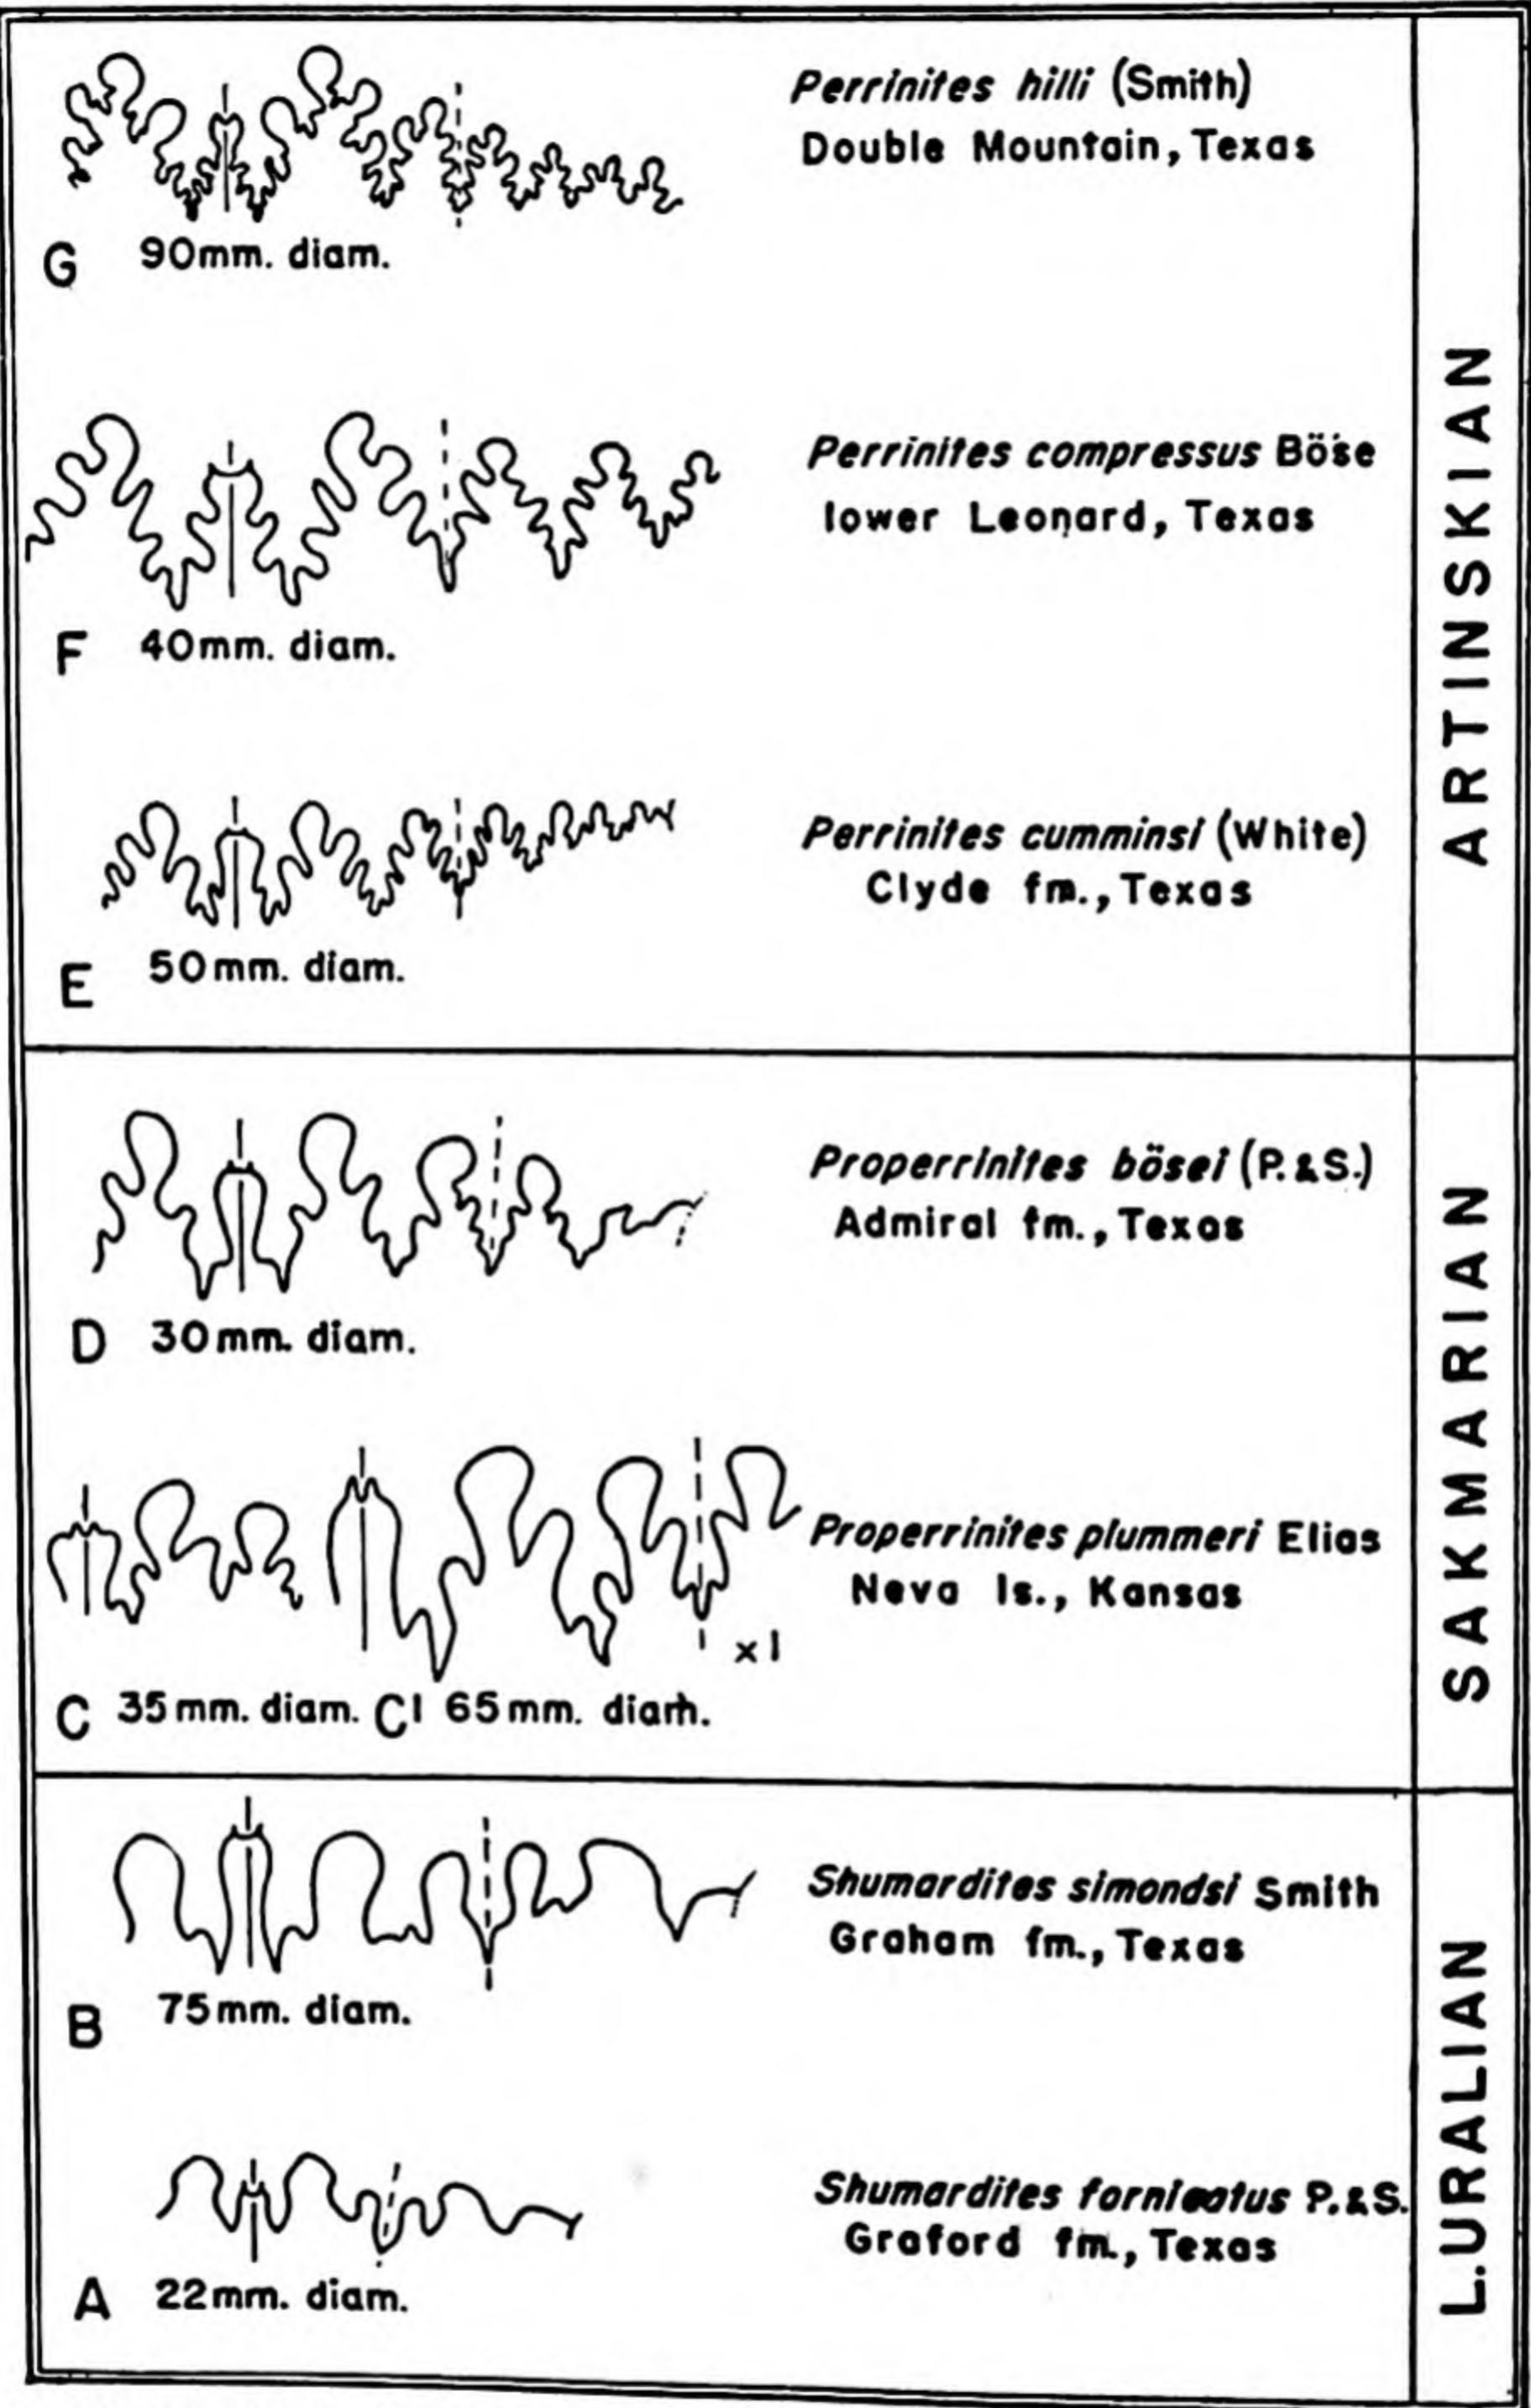 Perrinites hilli (Smith)
Double Mountain, Texas
G 90mm. diam.
Perrinites compressus Böse
lower Leonard, Texas
F 40mm. diam.
Perrinites cumminsi (White)
Clyde fm., Texas
E 50mm. diam.
ARTINSKIAN
Properrinites bösei (P.&S.)
Admiral fm., Texas
D 30mm. diam.
Properrinites plummeri Elias
Neva ls., Kansas
x1
C 35mm. diam. C1 65mm. diam.
SAKMARIAN
Shumardites simondsi Smith
Graham fm., Texas
B 75mm. diam.
Shumardites fornicatus P.&S.
Graford fm., Texas
A 22mm. diam.
L.URALIAN